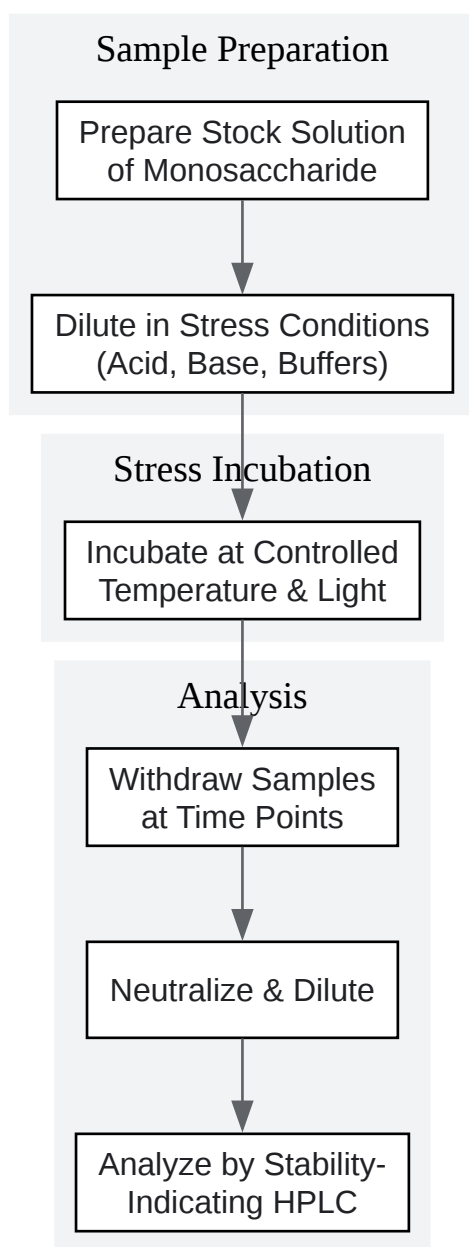 Sample Preparation
Prepare Stock Solution
of Monosaccharide
Dilute in Stress Conditions
(Acid, Base, Buffers)
Stress Incubation
Incubate at Controlled
Temperature & Light
Analysis
Withdraw Samples
at Time Points
Neutralize & Dilute
Analyze by Stability-
Indicating HPLC